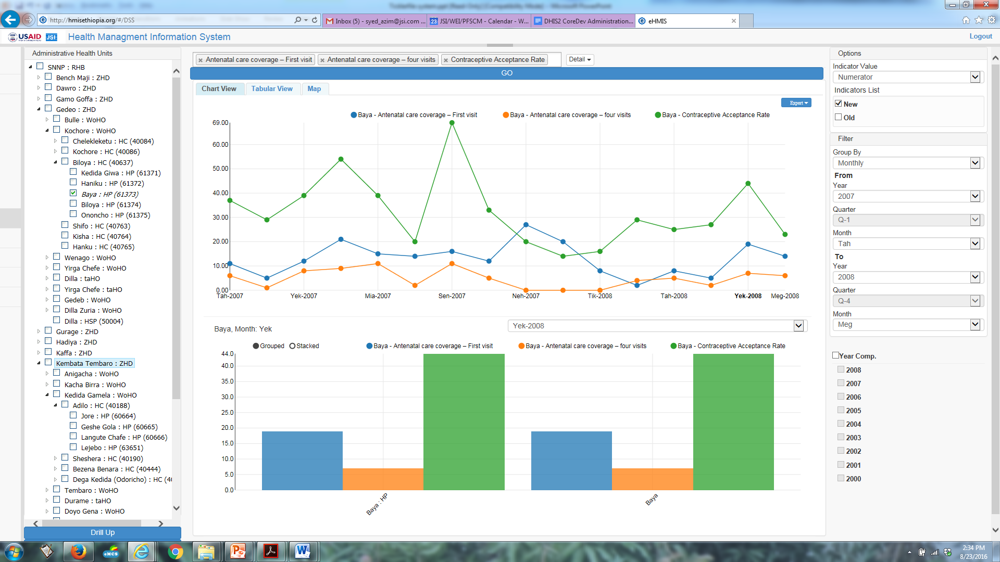 http://hmisethiopia.org/#/DSS
Inbox (5) - syed_azim@jsi.com ...
JSI/WEI/PFSCM - Calendar - W...
DHIS2 CoreDev Administration...
eHMIS
USAID JSI Health Managment Information System
Logout
Administrative Health Units
SNNP : RHB
Bench Maji : ZHD
Dawro : ZHD
Gamo Goffa : ZHD
Gedeo : ZHD
Bulle : WoHO
Kochore : WoHO
Chelekleketu : HC (40084)
Kochore : HC (40086)
Biloya : HC (40637)
Kedida Giwa : HP (61371)
Haniku : HP (61372)
Baya : HP (61373)
Biloya : HP (61374)
Ononcho : HP (61375)
Shifo : HC (40763)
Kisha : HC (40764)
Hanku : HC (40765)
Wenago : WoHO
Yirga Chefe : WoHO
Dilla : taHO
Yirga Chefe : taHO
Gedeb : WoHO
Dilla Zuria : WoHO
Dilla : HSP (50004)
Gurage : ZHD
Hadiya : ZHD
Kaffa : ZHD
Kembata Tembaro : ZHD
Anigacha : WoHO
Kacha Birra : WoHO
Kedida Gamela : WoHO
Adilo : HC (40188)
Jore : HP (60664)
Geshe Gola : HP (60665)
Langute Chafe : HP (60666)
Lejebo : HP (63651)
Sheshera : HC (40190)
Bezena Benara : HC (40444)
Dega Kedida (Odoricho) : HC (4
Tembaro : WoHO
Durame : taHO
Doyo Gena : WoHO
Drill Up
Antenatal care coverage – First visit
Antenatal care coverage – four visits
Contraceptive Acceptance Rate
Detail
GO
Chart View
Tabular View
Map
Export
Baya - Antenatal care coverage – First visit
Baya - Antenatal care coverage – four visits
Baya - Contraceptive Acceptance Rate
69.00
60.00
50.00
40.00
30.00
20.00
10.00
0.00
Tah-2007 Yek-2007 Mia-2007 Sen-2007 Neh-2007 Tik-2008 Tah-2008 Yek-2008 Meg-2008
Baya, Month: Yek
Yek-2008
Grouped Stacked
Baya - Antenatal care coverage – First visit
Baya - Antenatal care coverage – four visits
Baya - Contraceptive Acceptance Rate
44.0
40.0
35.0
30.0
25.0
20.0
15.0
10.0
5.0
0.0
Baya : HP
Baya
Options
Indicator Value
Numerator
Indicators List
New
Old
Filter
Group By
Monthly
From
Year
2007
Quarter
Q-1
Month
Tah
To
Year
2008
Quarter
Q-4
Month
Meg
Year Comp.
2008
2007
2006
2005
2004
2003
2002
2001
2000
eMCS
2:34 PM
8/23/2016